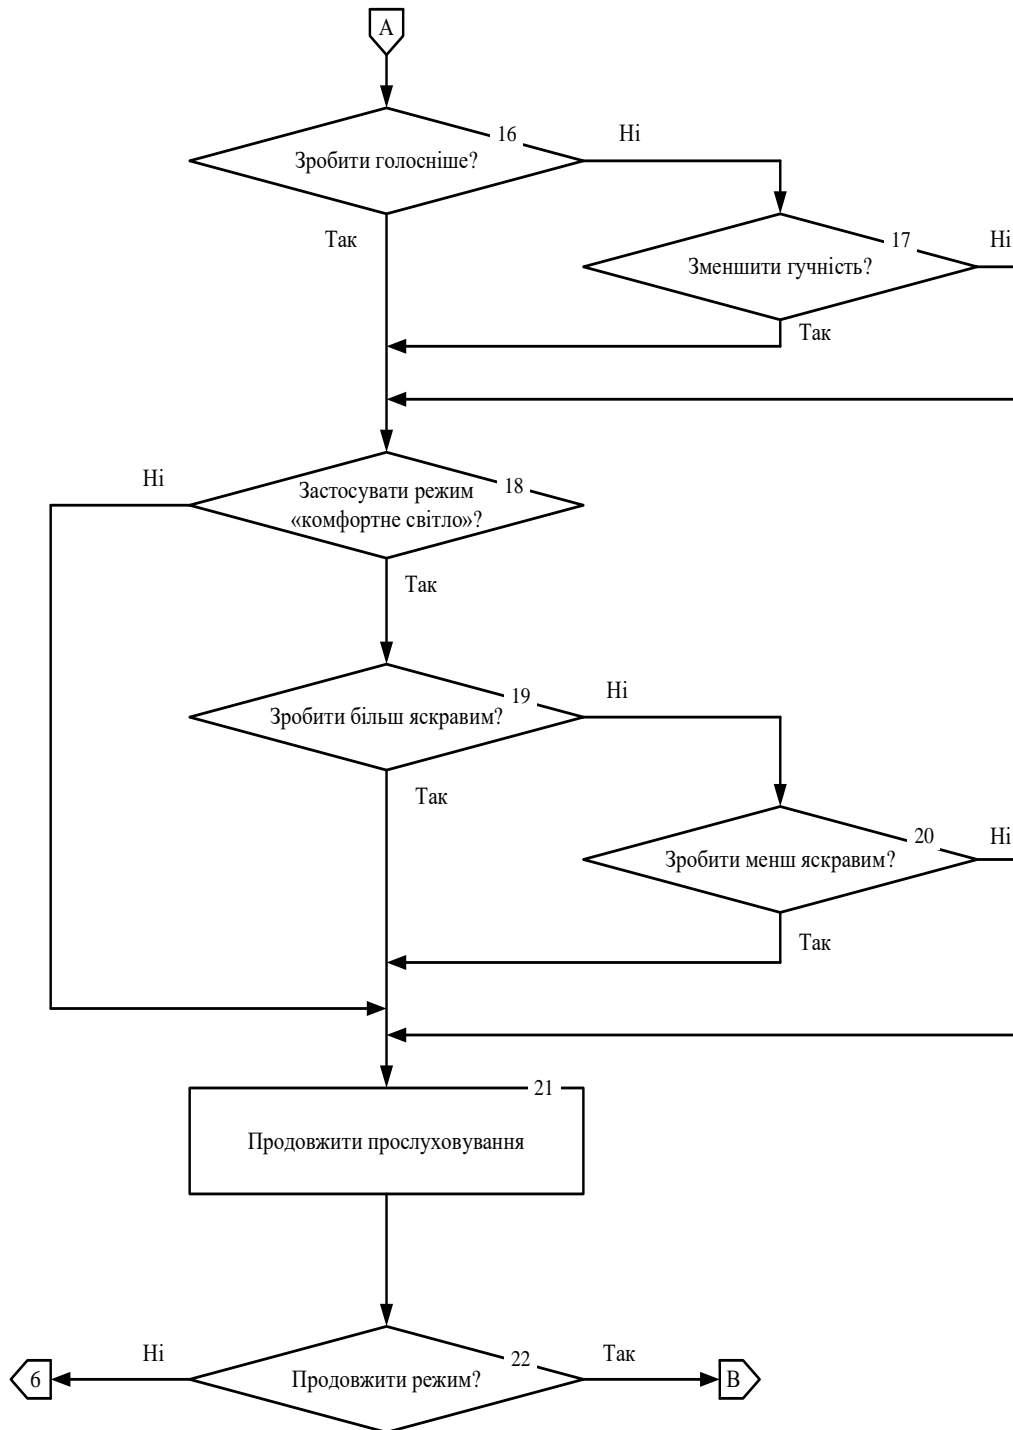 А
16
Ні
Зробити голосніше?
Так
17
Ні
Зменшити гучність?
Так
Ні
18
Застосувати режим
«комфортне світло»?
Так
19
Ні
Зробити більш яскравим?
Так
20
Ні
Зробити менш яскравим?
Так
21
Продовжити прослуховування
Ні
22
Так
6
Продовжити режим?
В